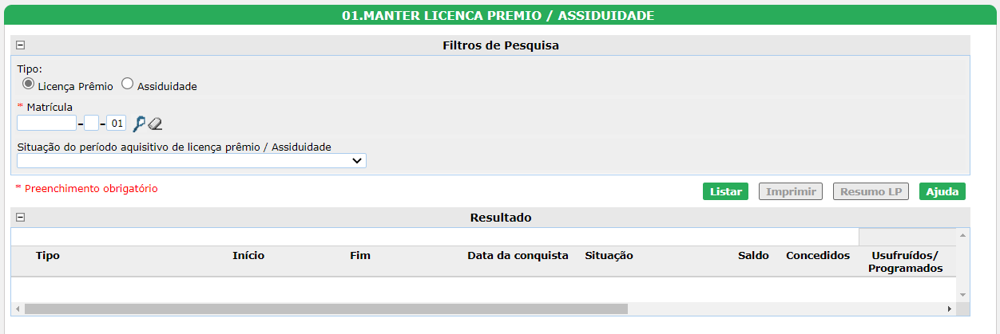 01.MANTER LICENCA PREMIO / ASSIDUIDADE
Filtros de Pesquisa
Tipo:
Licença Prêmio Assiduidade
* Matrícula
- - 01
Situação do período aquisitivo de licença prêmio / Assiduidade
* Preenchimento obrigatório
Listar Imprimir Resumo LP Ajuda
Resultado
Tipo Início Fim Data da conquista Situação Saldo Concedidos Usufruídos/
Programados